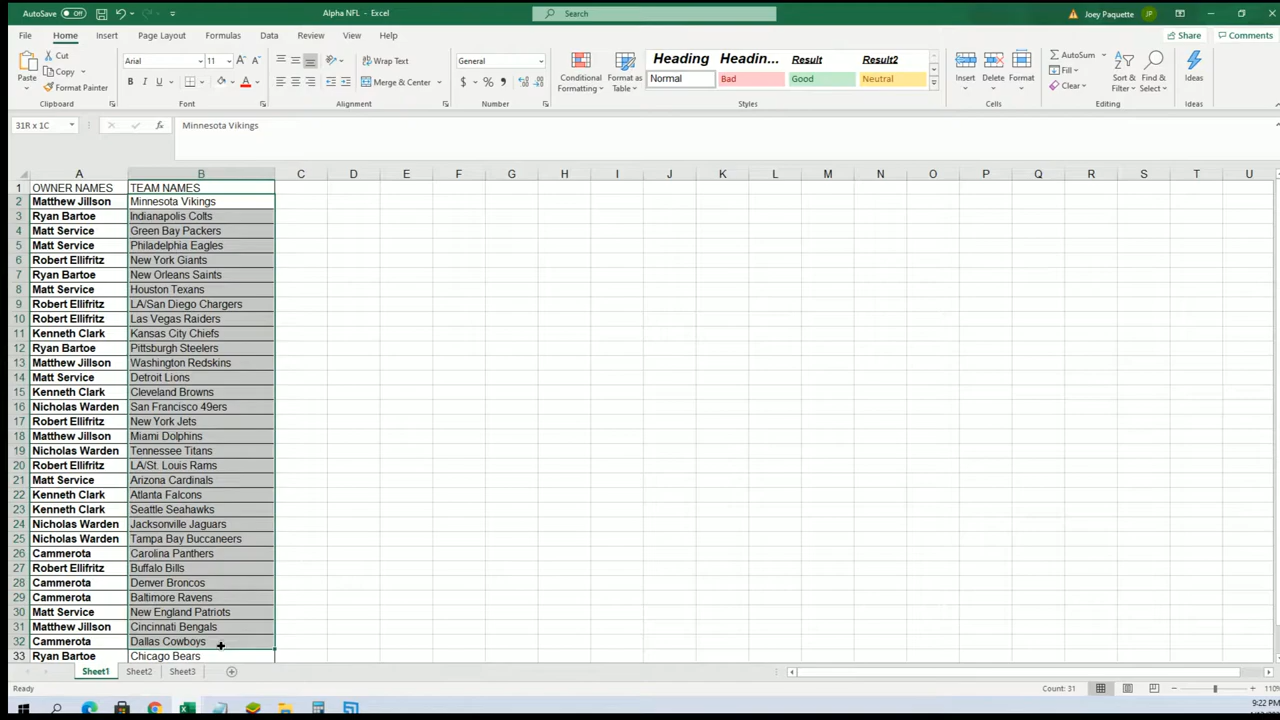 AutoSave Off Alpha NFL - Excel Search Joey Paquette JP
File Home Insert Page Layout Formulas Data Review View Help Share Comments
Paste Cut Copy Format Painter Clipboard
Arial 11 A A B I U A Font
Wrap Text Merge & Center Alignment
General $ % Number
Conditional Formatting Format as Table
Heading Headin... Result Result2
Normal Bad Good Neutral
Styles
Insert Delete Format Cells
AutoSum Fill Clear Sort & Filter Find & Select Editing
Ideas Ideas
31R x 1C fx Minnesota Vikings
A B C D E F G H I J K L M N O P Q R S T U
1 OWNER NAMES TEAM NAMES
2 Matthew Jillson Minnesota Vikings
3 Ryan Bartoe Indianapolis Colts
4 Matt Service Green Bay Packers
5 Matt Service Philadelphia Eagles
6 Robert Ellifritz New York Giants
7 Ryan Bartoe New Orleans Saints
8 Matt Service Houston Texans
9 Robert Ellifritz LA/San Diego Chargers
10 Robert Ellifritz Las Vegas Raiders
11 Kenneth Clark Kansas City Chiefs
12 Ryan Bartoe Pittsburgh Steelers
13 Matthew Jillson Washington Redskins
14 Matt Service Detroit Lions
15 Kenneth Clark Cleveland Browns
16 Nicholas Warden San Francisco 49ers
17 Robert Ellifritz New York Jets
18 Matthew Jillson Miami Dolphins
19 Nicholas Warden Tennessee Titans
20 Robert Ellifritz LA/St. Louis Rams
21 Matt Service Arizona Cardinals
22 Kenneth Clark Atlanta Falcons
23 Kenneth Clark Seattle Seahawks
24 Nicholas Warden Jacksonville Jaguars
25 Nicholas Warden Tampa Bay Buccaneers
26 Cammerota Carolina Panthers
27 Robert Ellifritz Buffalo Bills
28 Cammerota Denver Broncos
29 Cammerota Baltimore Ravens
30 Matt Service New England Patriots
31 Matthew Jillson Cincinnati Bengals
32 Cammerota Dallas Cowboys
33 Ryan Bartoe Chicago Bears
Sheet1 Sheet2 Sheet3
Ready Count: 31 110%
9:22 PM